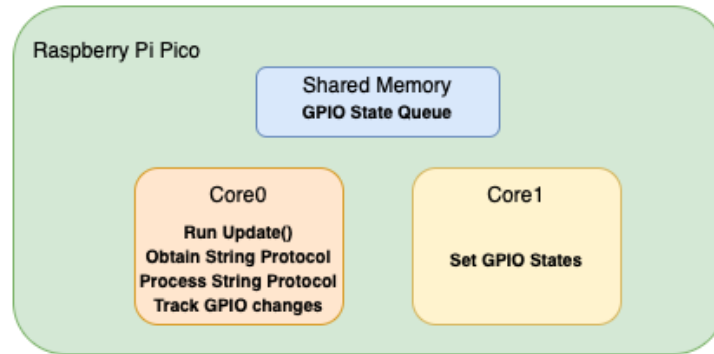 Raspberry Pi Pico
Shared Memory
GPIO State Queue
Core0
Run Update()
Obtain String Protocol
Process String Protocol
Track GPIO changes
Core1
Set GPIO States